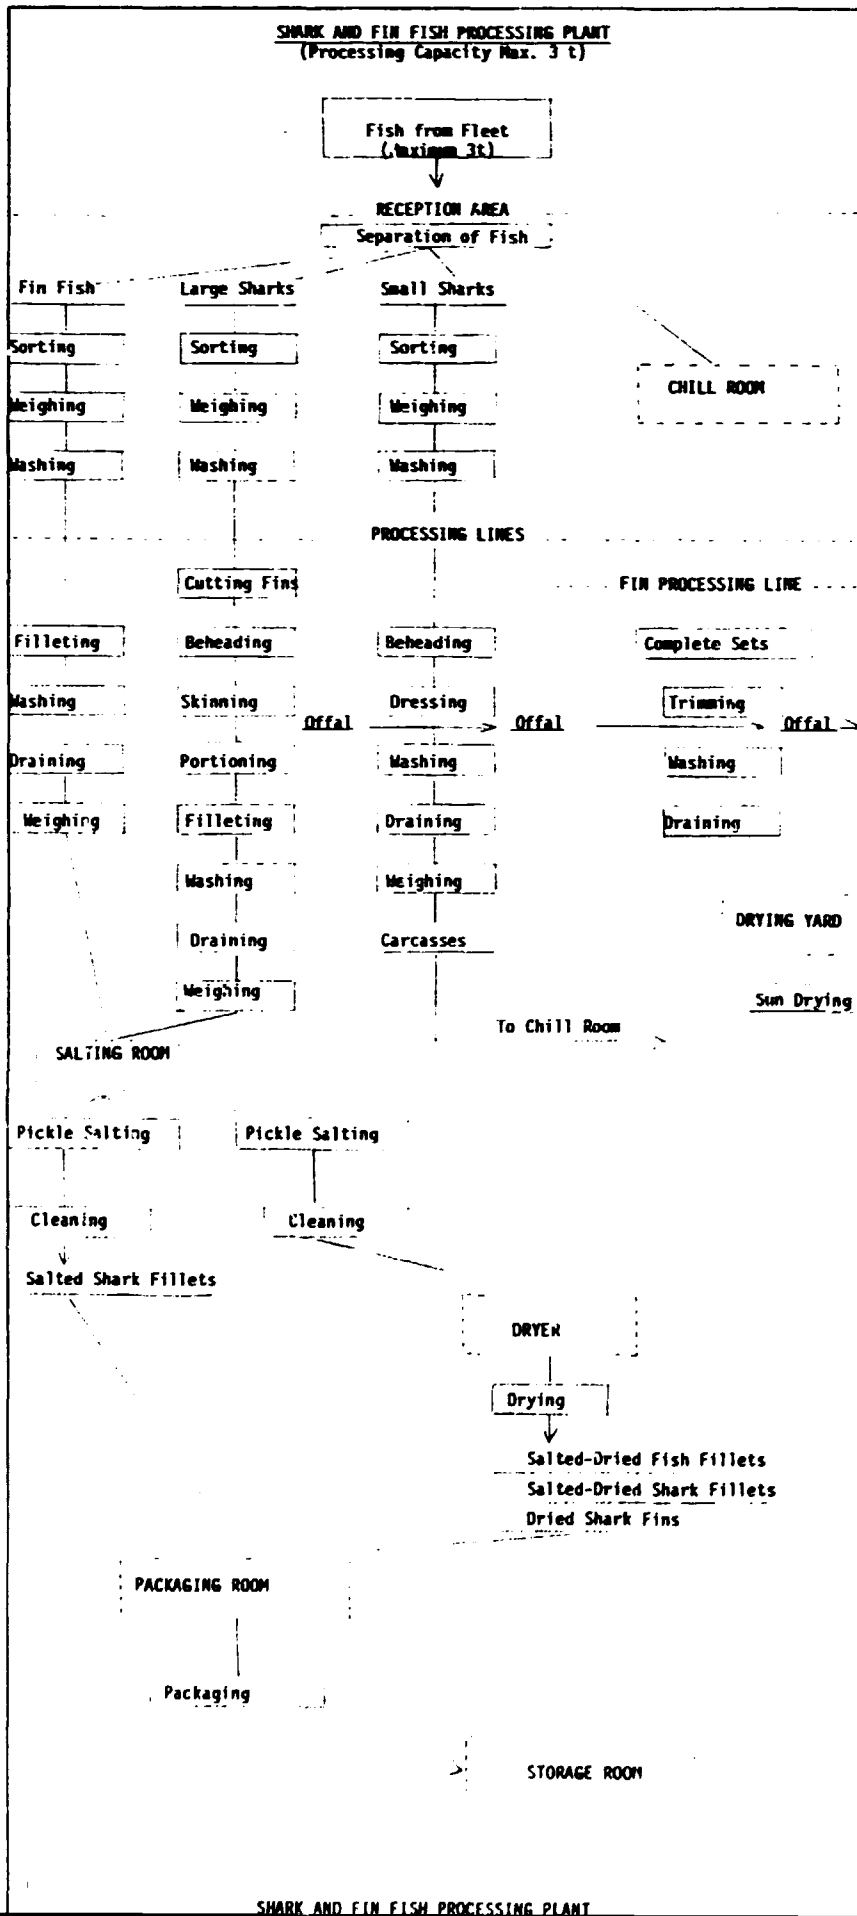 SHARK AND FIN FISH PROCESSING PLANT
(Processing Capacity Max. 3 t)
Fish from Fleet
(Maximum 3t)
RECEPTION AREA
Separation of Fish
Fin Fish Large Sharks Small Sharks
Sorting Sorting Sorting
CHILL ROOM
Weighing Weighing Weighing
Washing Washing Washing
PROCESSING LINES
Cutting Fins FIN PROCESSING LINE
Filleting Beheading Beheading Complete Sets
Washing Skinning Dressing Trimming
Offal Offal Offal
Draining Portioning Washing Washing
Weighing Filleting Draining Draining
Washing Weighing
DRYING YARD
Draining Carcasses
Weighing Sun Drying
To Chill Room
SALTING ROOM
Pickle Salting Pickle Salting
Cleaning Cleaning
Salted Shark Fillets
DRYER
Drying
Salted-Dried Fish Fillets
Salted-Dried Shark Fillets
Dried Shark Fins
PACKAGING ROOM
Packaging
STORAGE ROOM
SHARK AND FIN FISH PROCESSING PLANT